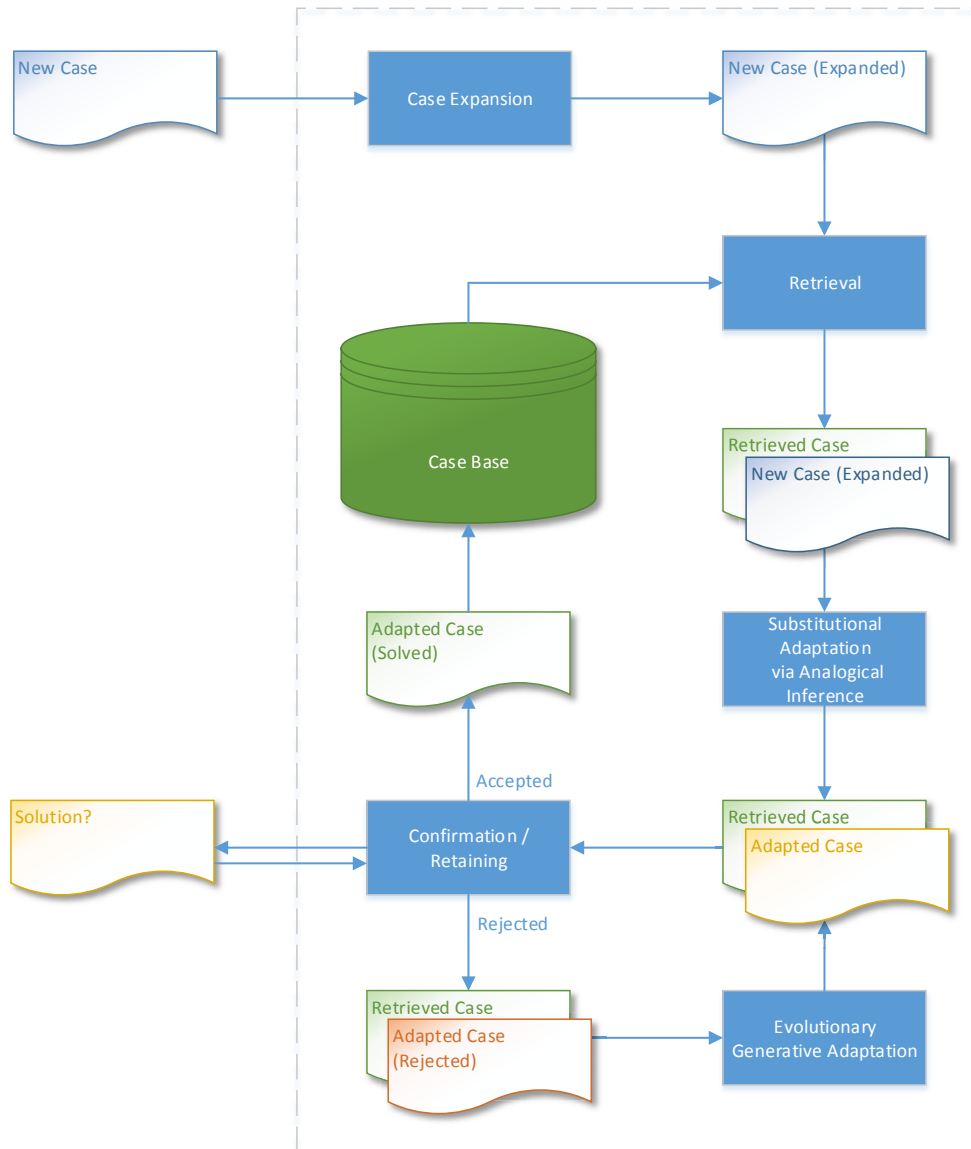 New Case
Case Expansion
New Case (Expanded)
Retrieval
Case Base
Retrieved Case
New Case (Expanded)
Substitutional
Adaptation
via Analogical
Inference
Adapted Case
(Solved)
Accepted
Solution?
Confirmation /
Retaining
Retrieved Case
Adapted Case
Rejected
Retrieved Case
Adapted Case
(Rejected)
Evolutionary
Generative Adaptation